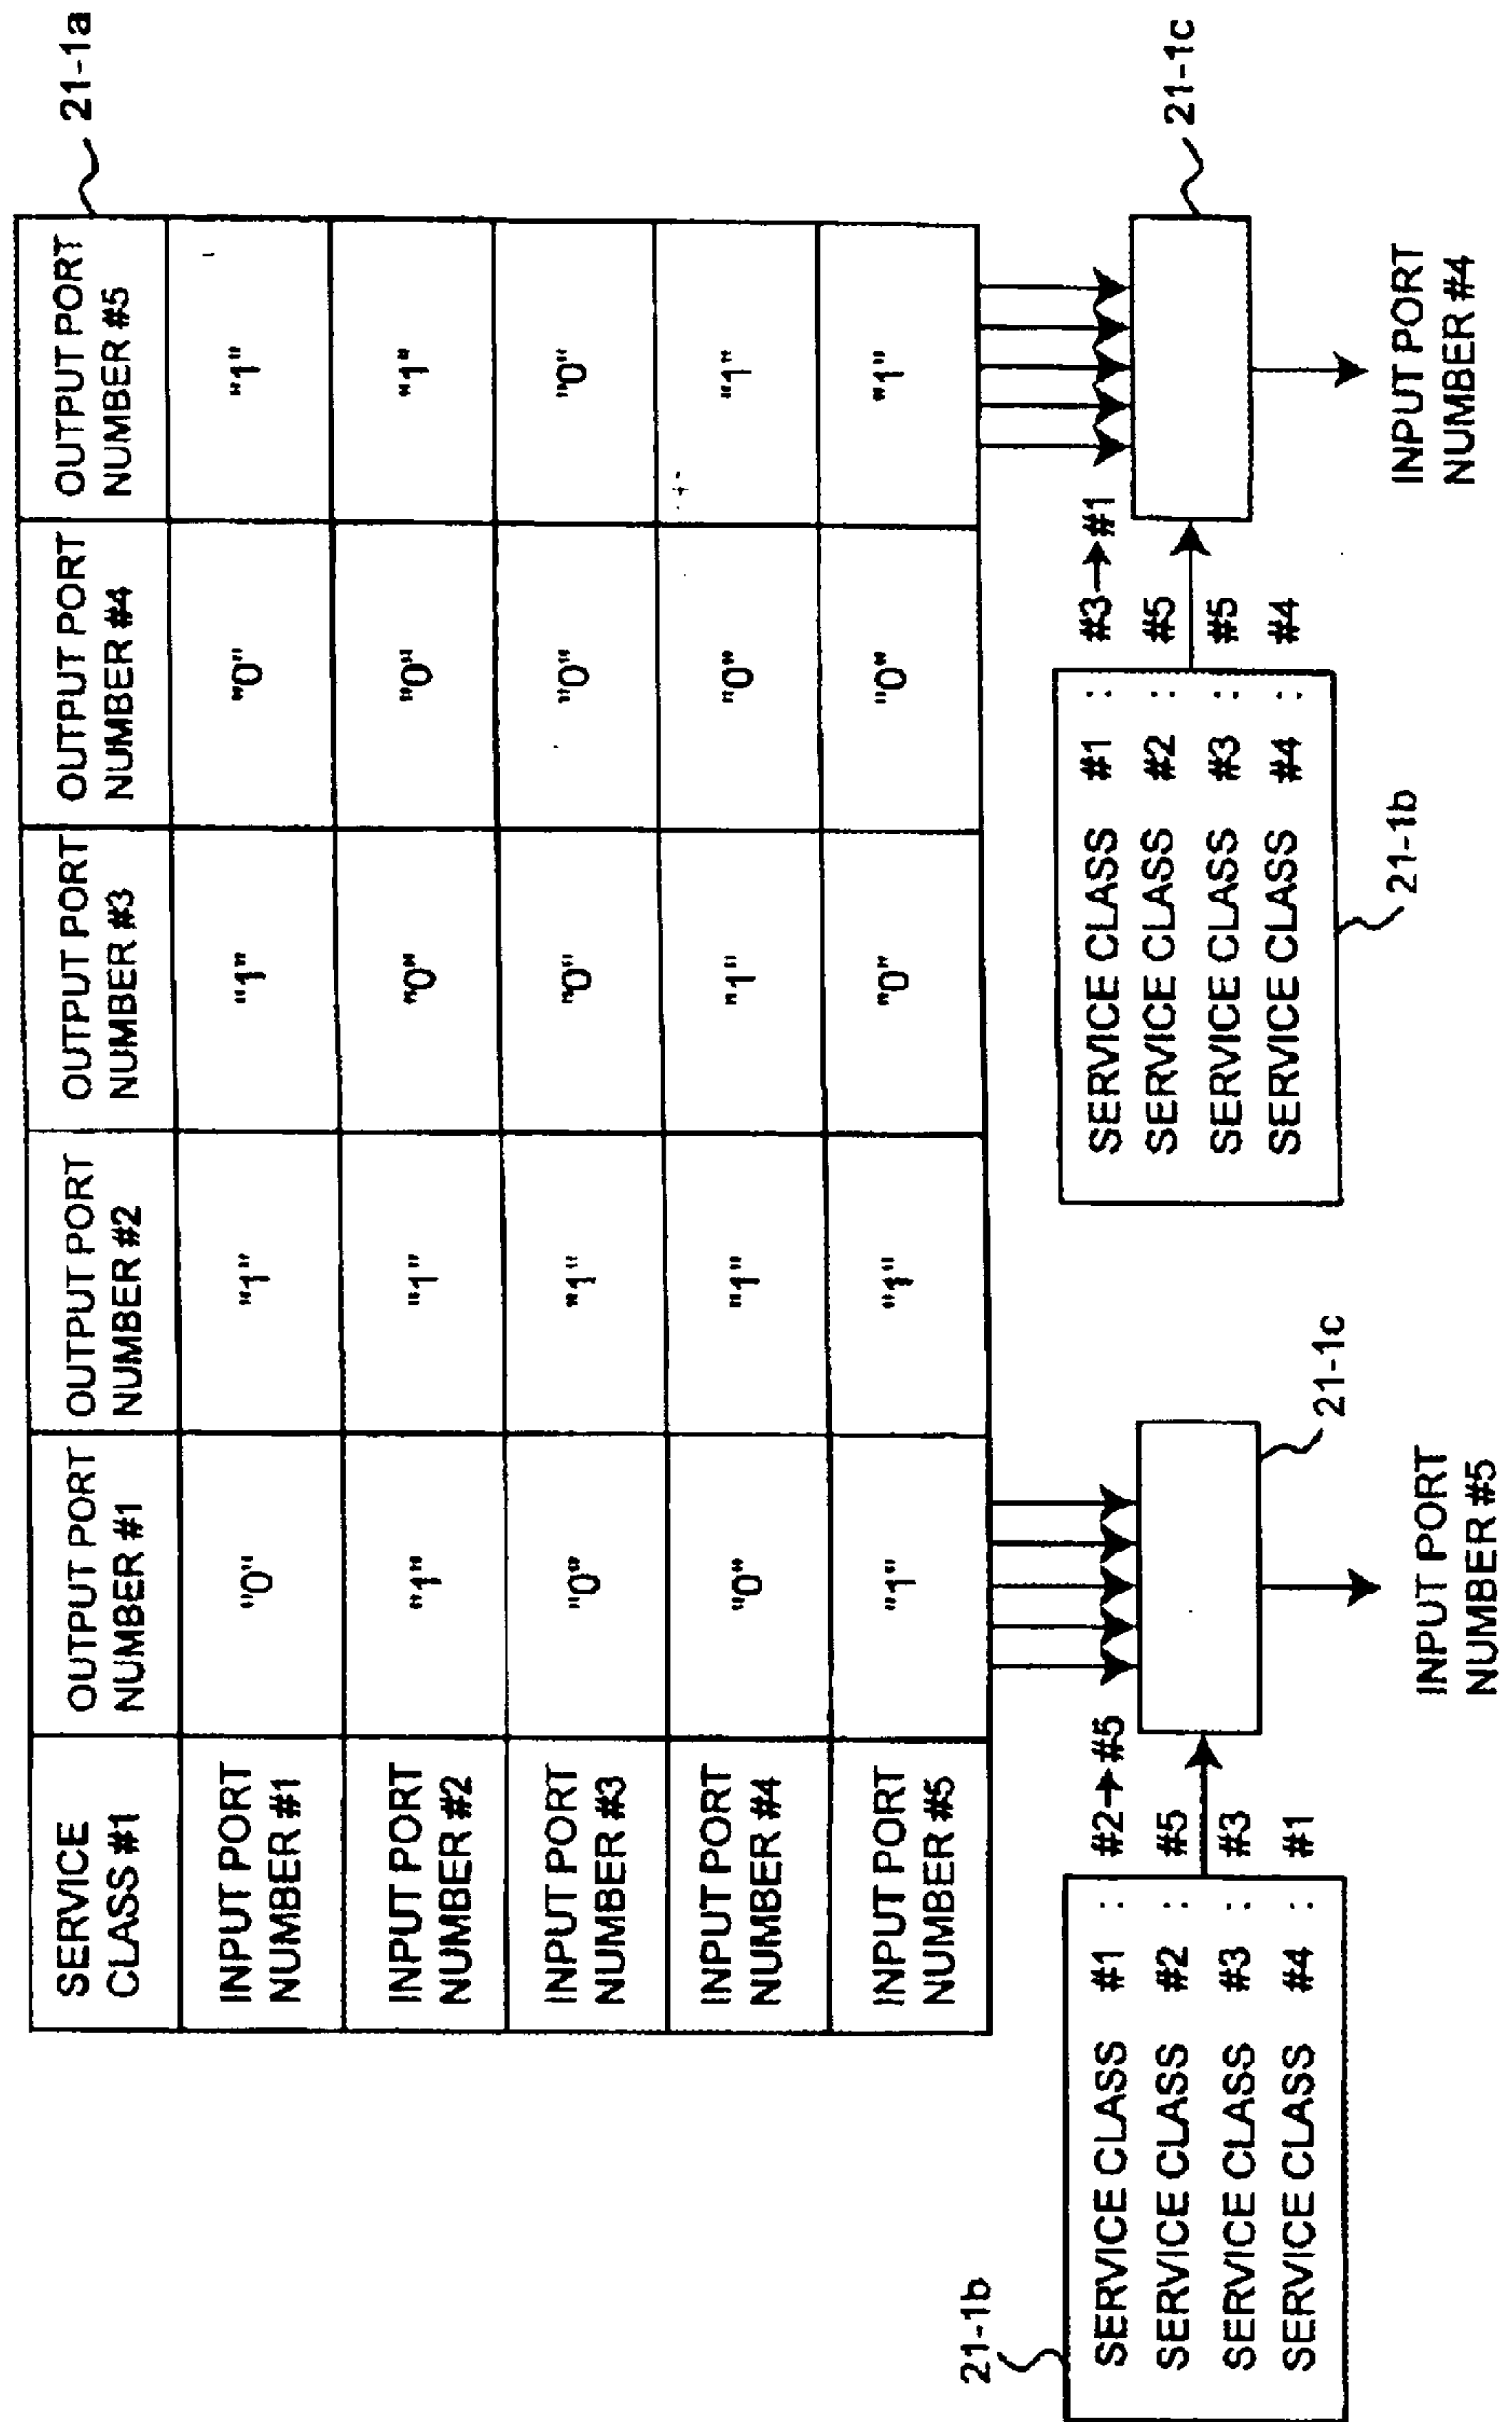 21-1a
SERVICE CLASS #1
OUTPUT PORT NUMBER #1
OUTPUT PORT NUMBER #2
OUTPUT PORT NUMBER #3
OUTPUT PORT NUMBER #4
OUTPUT PORT NUMBER #5
INPUT PORT NUMBER #1
"0"
"1"
"1"
"0"
"1"
INPUT PORT NUMBER #2
"1"
"1"
"0"
"0"
"1"
INPUT PORT NUMBER #3
"0"
"1"
"0"
"0"
"0"
INPUT PORT NUMBER #4
"0"
"1"
"1"
"0"
"1"
INPUT PORT NUMBER #5
"1"
"1"
"0"
"0"
"1"
21-1b
SERVICE CLASS #1 : #2→#5
SERVICE CLASS #2 : #5
SERVICE CLASS #3 : #3
SERVICE CLASS #4 : #1
21-1c
INPUT PORT
NUMBER #5
SERVICE CLASS #1 : #3→#1
SERVICE CLASS #2 : #5
SERVICE CLASS #3 : #5
SERVICE CLASS #4 : #4
21-1b
21-1c
INPUT PORT
NUMBER #4